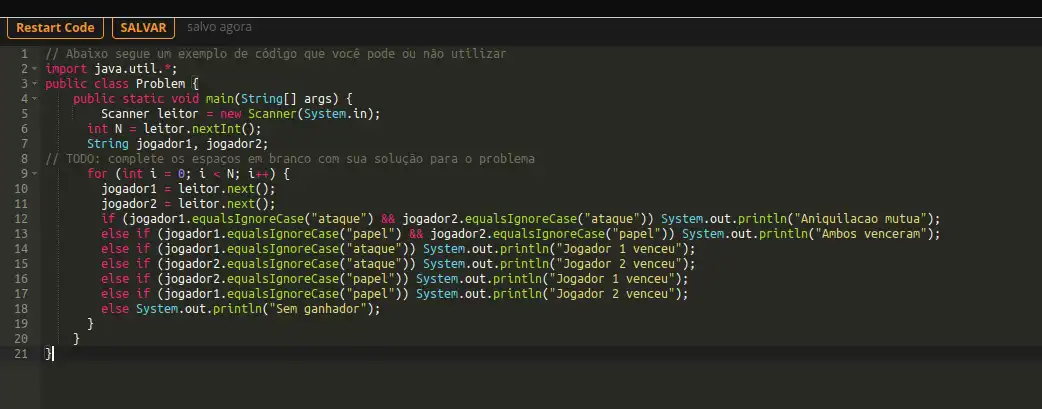 Restart Code SALVAR salvo agora
1 // Abaixo segue um exemplo de código que você pode ou não utilizar
2 import java.util.*;
3 public class Problem {
4 public static void main(String[] args) {
5 Scanner leitor = new Scanner(System.in);
6 int N = leitor.nextInt();
7 String jogador1, jogador2;
8 // TODO: complete os espaços em branco com sua solução para o problema
9 for (int i = 0; i < N; i++) {
10 jogador1 = leitor.next();
11 jogador2 = leitor.next();
12 if (jogador1.equalsIgnoreCase("ataque") && jogador2.equalsIgnoreCase("ataque")) System.out.println("Aniquilacao mutua");
13 else if (jogador1.equalsIgnoreCase("papel") && jogador2.equalsIgnoreCase("papel")) System.out.println("Ambos venceram");
14 else if (jogador1.equalsIgnoreCase("ataque")) System.out.println("Jogador 1 venceu");
15 else if (jogador2.equalsIgnoreCase("ataque")) System.out.println("Jogador 2 venceu");
16 else if (jogador2.equalsIgnoreCase("papel")) System.out.println("Jogador 1 venceu");
17 else if (jogador1.equalsIgnoreCase("papel")) System.out.println("Jogador 2 venceu");
18 else System.out.println("Sem ganhador");
19 }
20 }
21 }